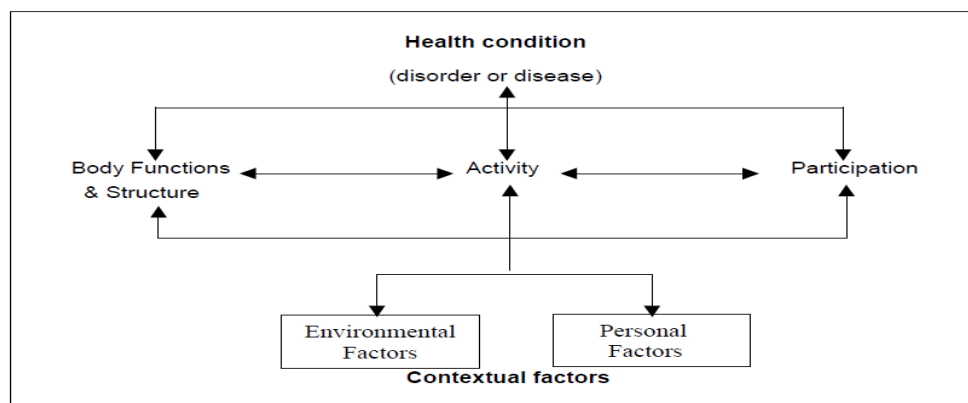 Health condition
(disorder or disease)
Body Functions
& Structure
Activity
Participation
Environmental
Factors
Personal
Factors
Contextual factors